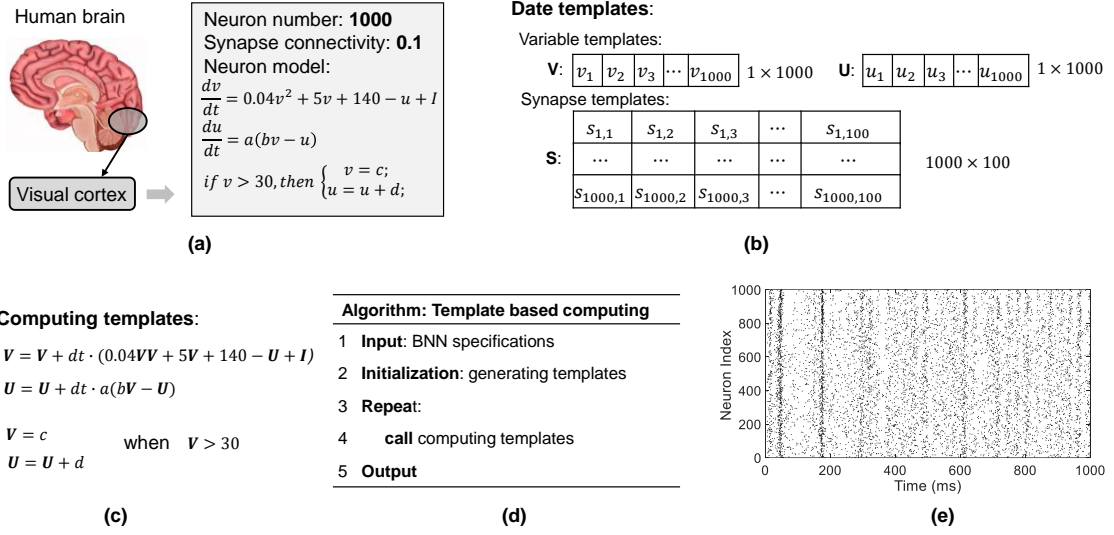 Human brain
Visual cortex
Neuron number: 1000
Synapse connectivity: 0.1
Neuron model:
dv/dt = 0.04v² + 5v + 140 − u + I
du/dt = a(bv − u)
if v > 30, then { v = c;
u = u + d;
(a)
Date templates:
Variable templates:
V: v₁ v₂ v₃ ⋯ v₁₀₀₀ 1 × 1000 U: u₁ u₂ u₃ ⋯ u₁₀₀₀ 1 × 1000
Synapse templates:
s₁,₁ s₁,₂ s₁,₃ ⋯ s₁,₁₀₀
S: ⋯ ⋯ ⋯ ⋯ ⋯ 1000 × 100
s₁₀₀₀,₁ s₁₀₀₀,₂ s₁₀₀₀,₃ ⋯ s₁₀₀₀,₁₀₀
(b)
Computing templates:
V = V + dt · (0.04VV + 5V + 140 − U + I)
U = U + dt · a(bV − U)
V = c
when V > 30
U = U + d
(c)
Algorithm: Template based computing
1 Input: BNN specifications
2 Initialization: generating templates
3 Repeat:
4 call computing templates
5 Output
(d)
Neuron Index
1000
800
600
400
200
0
0 200 400 600 800 1000
Time (ms)
(e)